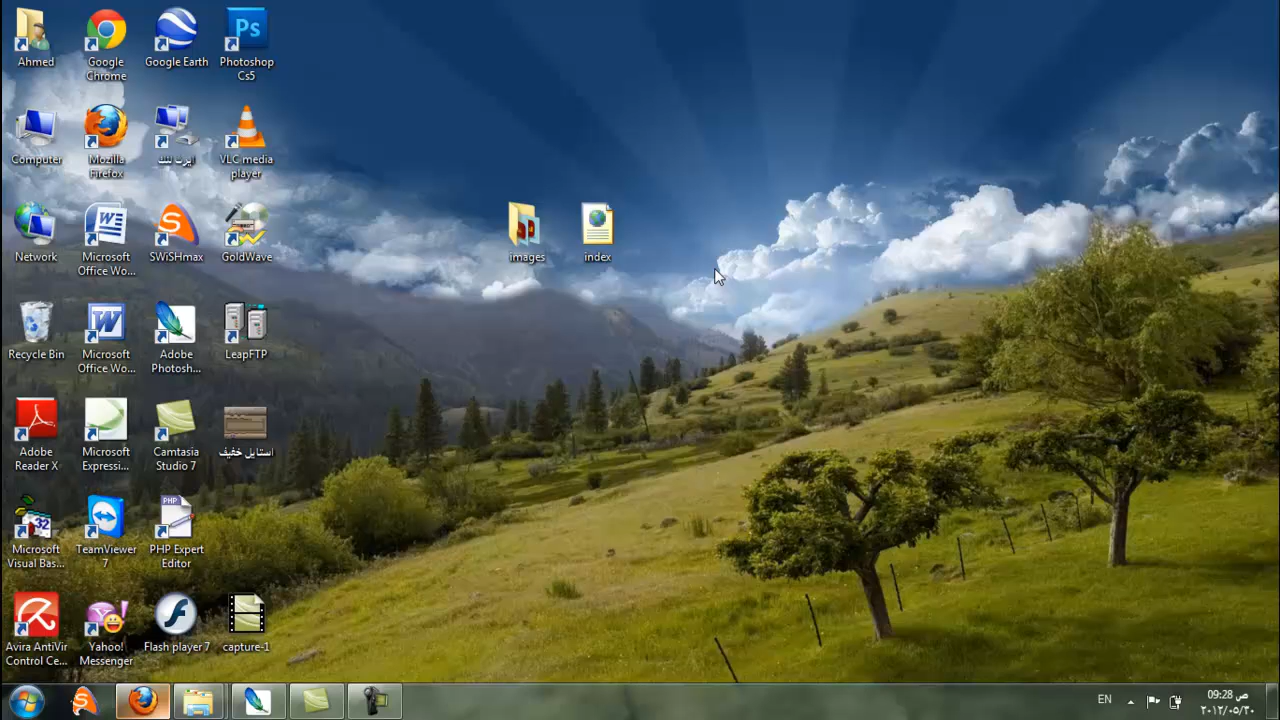 Ahmed
Google
Chrome
Google Earth
Ps
Photoshop
Cs5
Computer
Mozilla
Firefox
VLC media
player
Network
W
Microsoft
Office Wo...
S
SWiSHmax
GoldWave
Recycle Bin
W
Microsoft
Office Wo...
Adobe
Photosh...
LeapFTP
Adobe
Reader X
Microsoft
Expressi...
Camtasia
Studio 7
استايل خفيف
32
Microsoft
Visual Bas...
TeamViewer
7
PHP
PHP Expert
Editor
Avira AntiVir
Control Ce...
Yahoo!
Messenger
Flash player 7
capture-1
images
index
S
EN
09:28 ص
٢٠١٢/٠٥/٣٠